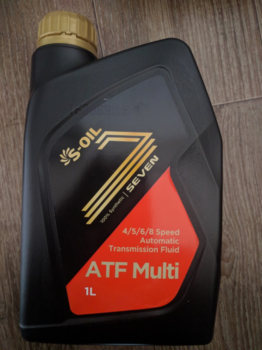 S-OIL
7
SEVEN
100% Synthetic
4/5/6/8 Speed
Automatic
Transmission Fluid
ATF Multi
1L